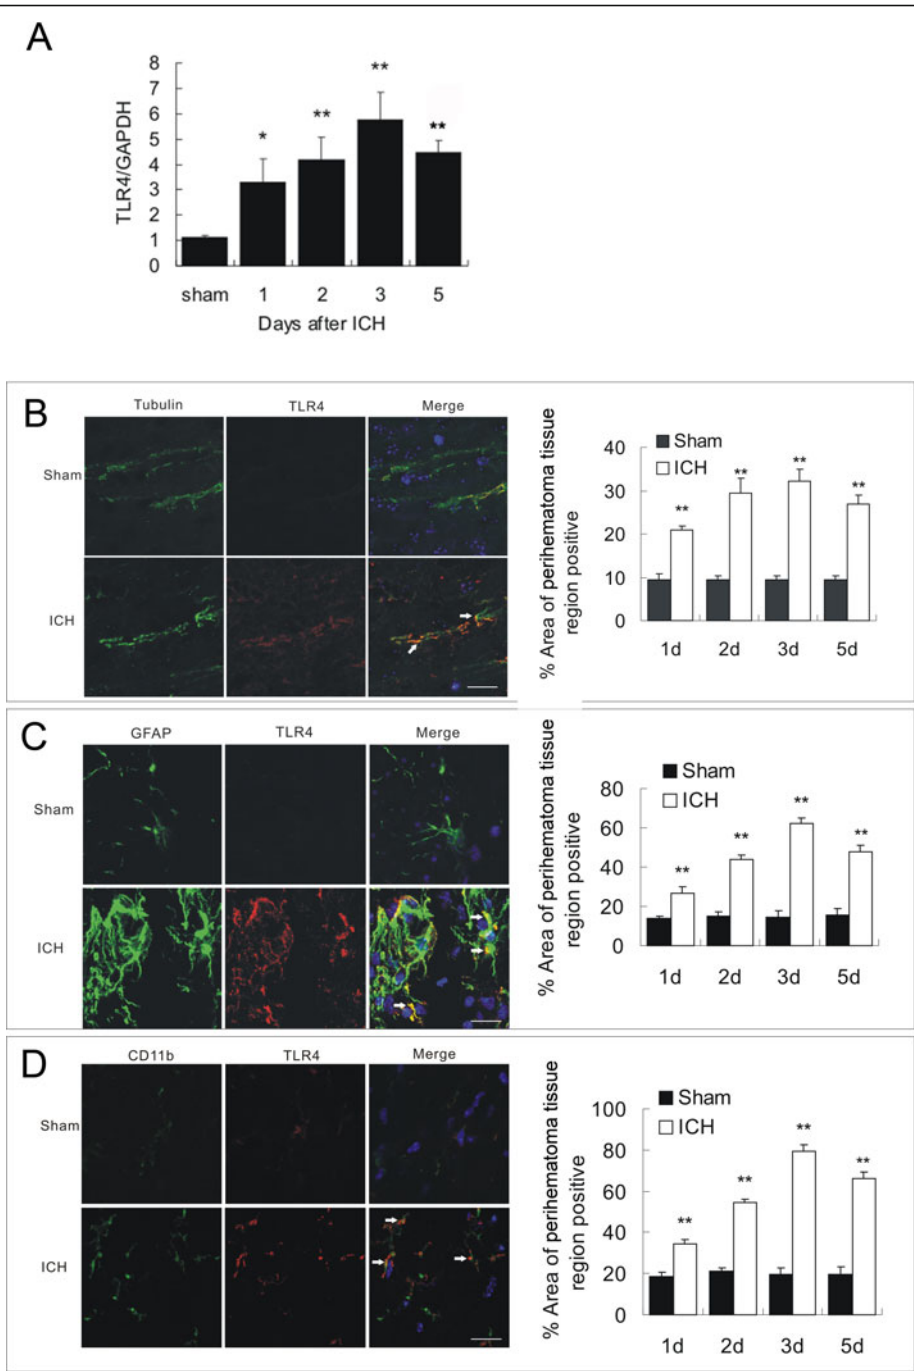 A
8
7
6
5
4
3
2
1
0
TLR4/GAPDH
*
**
**
**
sham 1 2 3 5
Days after ICH
B
Tubulin TLR4 Merge
Sham
ICH
% Area of perihematoma tissue
region positive
40
30
20
10
0
Sham
ICH
** ** ** **
1d 2d 3d 5d
C
GFAP TLR4 Merge
Sham
ICH
% Area of perihematoma tissue
region positive
80
60
40
20
0
Sham
ICH
** ** ** **
1d 2d 3d 5d
D
CD11b TLR4 Merge
Sham
ICH
% Area of perihematoma tissue
region positive
100
80
60
40
20
0
Sham
ICH
** ** ** **
1d 2d 3d 5d